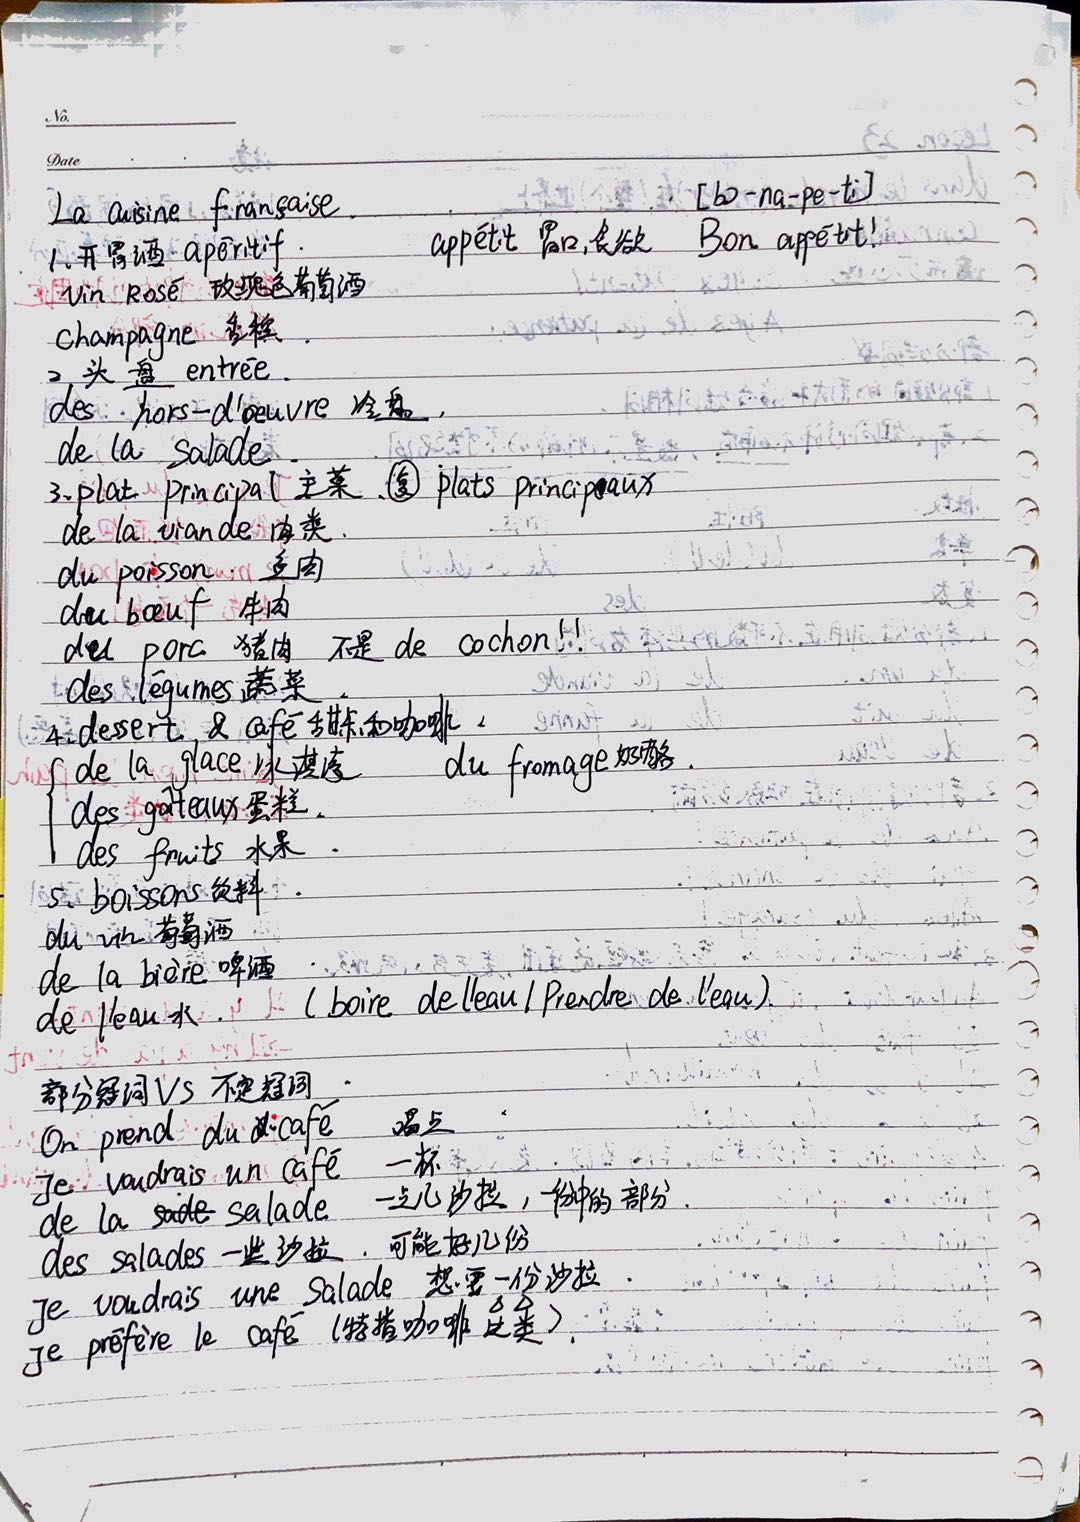 No.
Date
La cuisine française. [bɔ-na-pe-ti]
1. 开胃酒 apéritif. appétit 胃口,食欲 Bon appétit!
vin Rosé 玫瑰色葡萄酒
champagne 香槟.
2. 头盘 entrée.
des hors-d'oeuvre 冷盘.
de la salade.
3. plat principal 主菜 plats principaux
de la viande 肉类.
du poisson. 鱼肉
du bœuf 牛肉
du porc 猪肉 不是 de cochon!!
des légumes 蔬菜.
4. dessert & café 甜点和咖啡.
de la glace 冰淇凌 du fromage 奶酪.
des gâteaux 蛋糕.
des fruits 水果.
5. boissons 饮料.
du vin 葡萄酒
de la bière 啤酒
de l'eau 水. (boire de l'eau / Prendre de l'eau)
部分冠词 VS 不定冠词.
On prend du café 喝点
Je voudrais un café 一杯
de la salade 一点儿沙拉, 一份中的部分.
des salades 一些沙拉. 可能好几份
Je voudrais une salade 想要一份沙拉.
Je préfère le café (特指咖啡这类).